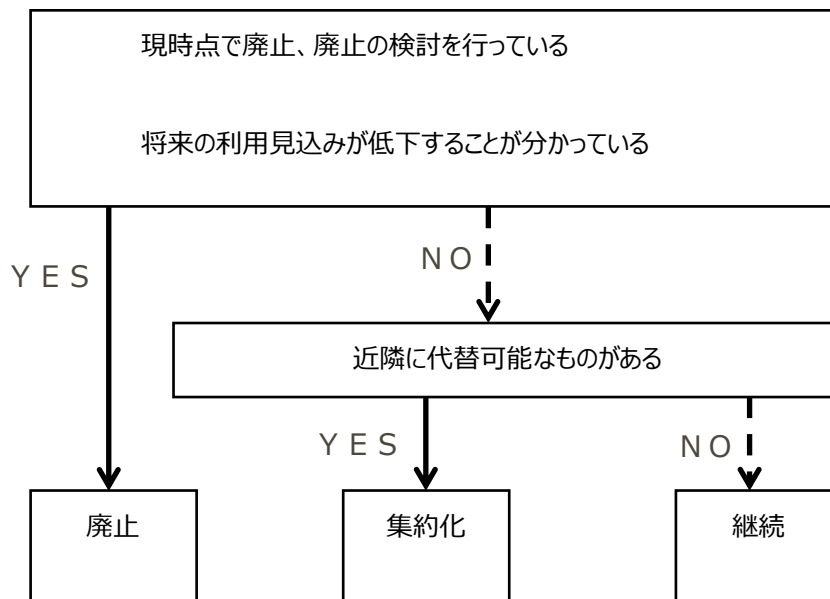 現時点で廃止、廃止の検討を行っている
将来の利用見込みが低下することが分かっている
YES
NO
近隣に代替可能なものがある
YES
NO
廃止
集約化
継続